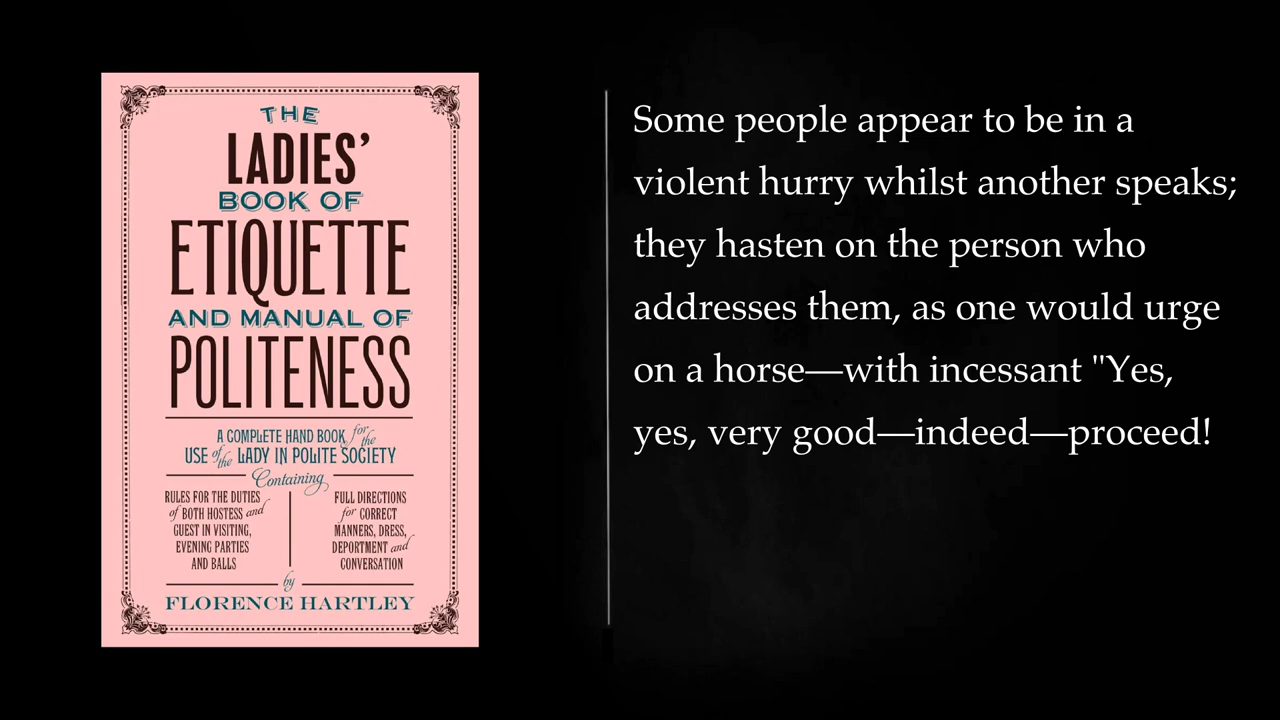 THE
LADIES'
BOOK OF
ETIQUETTE
AND MANUAL OF
POLITENESS
A COMPLETE HAND BOOK for the
USE of the LADY IN POLITE SOCIETY
Containing
RULES FOR THE DUTIES
of BOTH HOSTESS and
GUEST IN VISITING,
EVENING PARTIES
AND BALLS
FULL DIRECTIONS
for CORRECT
MANNERS, DRESS,
DEPORTMENT and
CONVERSATION
by
FLORENCE HARTLEY
Some people appear to be in a
violent hurry whilst another speaks;
they hasten on the person who
addresses them, as one would urge
on a horse—with incessant "Yes,
yes, very good—indeed—proceed!